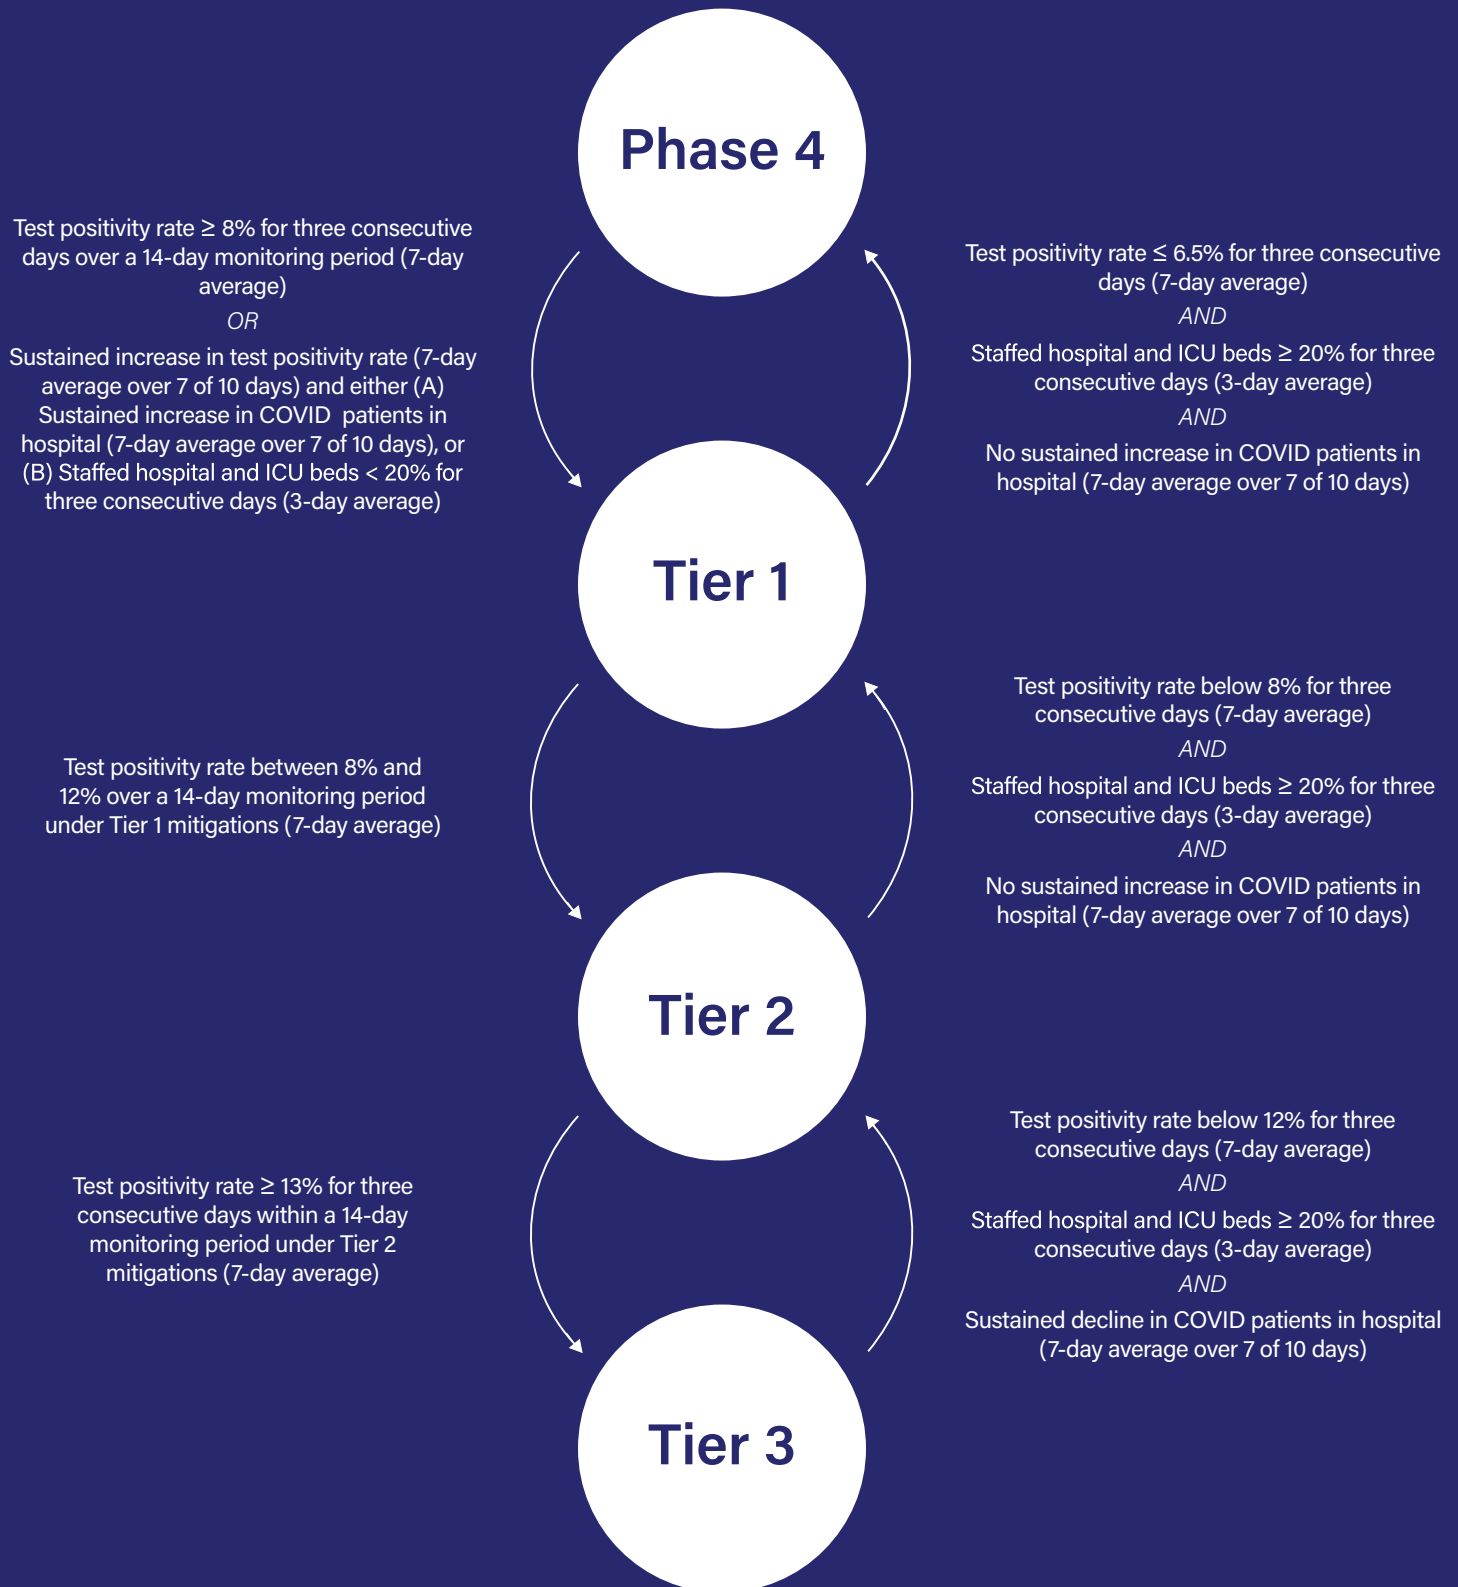 Phase 4
Test positivity rate ≥ 8% for three consecutive
days over a 14-day monitoring period (7-day
average)
OR
Sustained increase in test positivity rate (7-day
average over 7 of 10 days) and either (A)
Sustained increase in COVID  patients in
hospital (7-day average over 7 of 10 days), or
(B) Staffed hospital and ICU beds < 20% for
three consecutive days (3-day average)
Test positivity rate ≤ 6.5% for three consecutive
days (7-day average)
AND
Staffed hospital and ICU beds ≥ 20% for three
consecutive days (3-day average)
AND
No sustained increase in COVID patients in
hospital (7-day average over 7 of 10 days)
Tier 1
Test positivity rate between 8% and
12% over a 14-day monitoring period
under Tier 1 mitigations (7-day average)
Test positivity rate below 8% for three
consecutive days (7-day average)
AND
Staffed hospital and ICU beds ≥ 20% for three
consecutive days (3-day average)
AND
No sustained increase in COVID patients in
hospital (7-day average over 7 of 10 days)
Tier 2
Test positivity rate ≥ 13% for three
consecutive days within a 14-day
monitoring period under Tier 2
mitigations (7-day average)
Test positivity rate below 12% for three
consecutive days (7-day average)
AND
Staffed hospital and ICU beds ≥ 20% for three
consecutive days (3-day average)
AND
Sustained decline in COVID patients in hospital
(7-day average over 7 of 10 days)
Tier 3